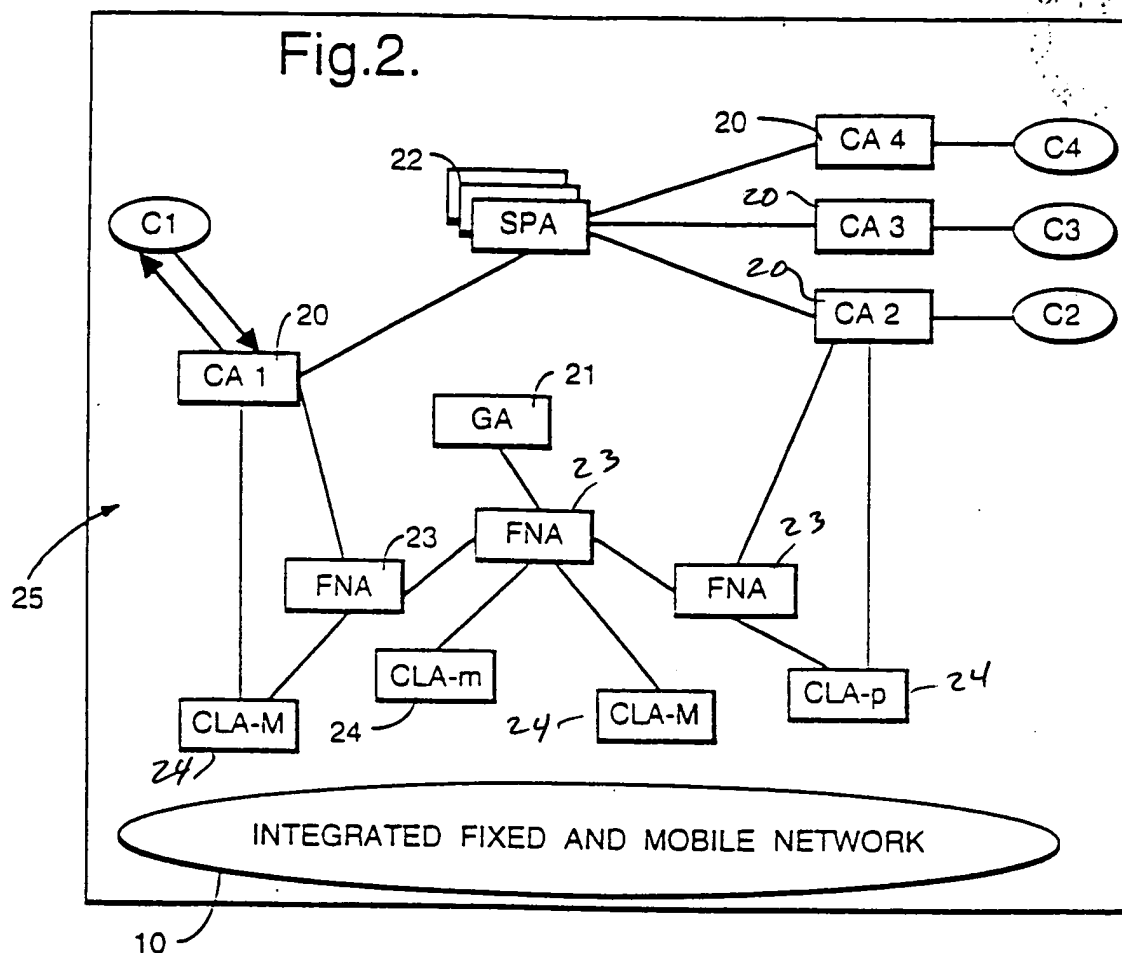 Fig.2.
20
CA 4
C4
22
SPA
20
CA 3
C3
C1
20
CA 2
C2
20
CA 1
21
GA
23
FNA
23
FNA
23
FNA
25
CLA-m
24
CLA-p
24
CLA-M
24
24
CLA-M
INTEGRATED FIXED AND MOBILE NETWORK
10